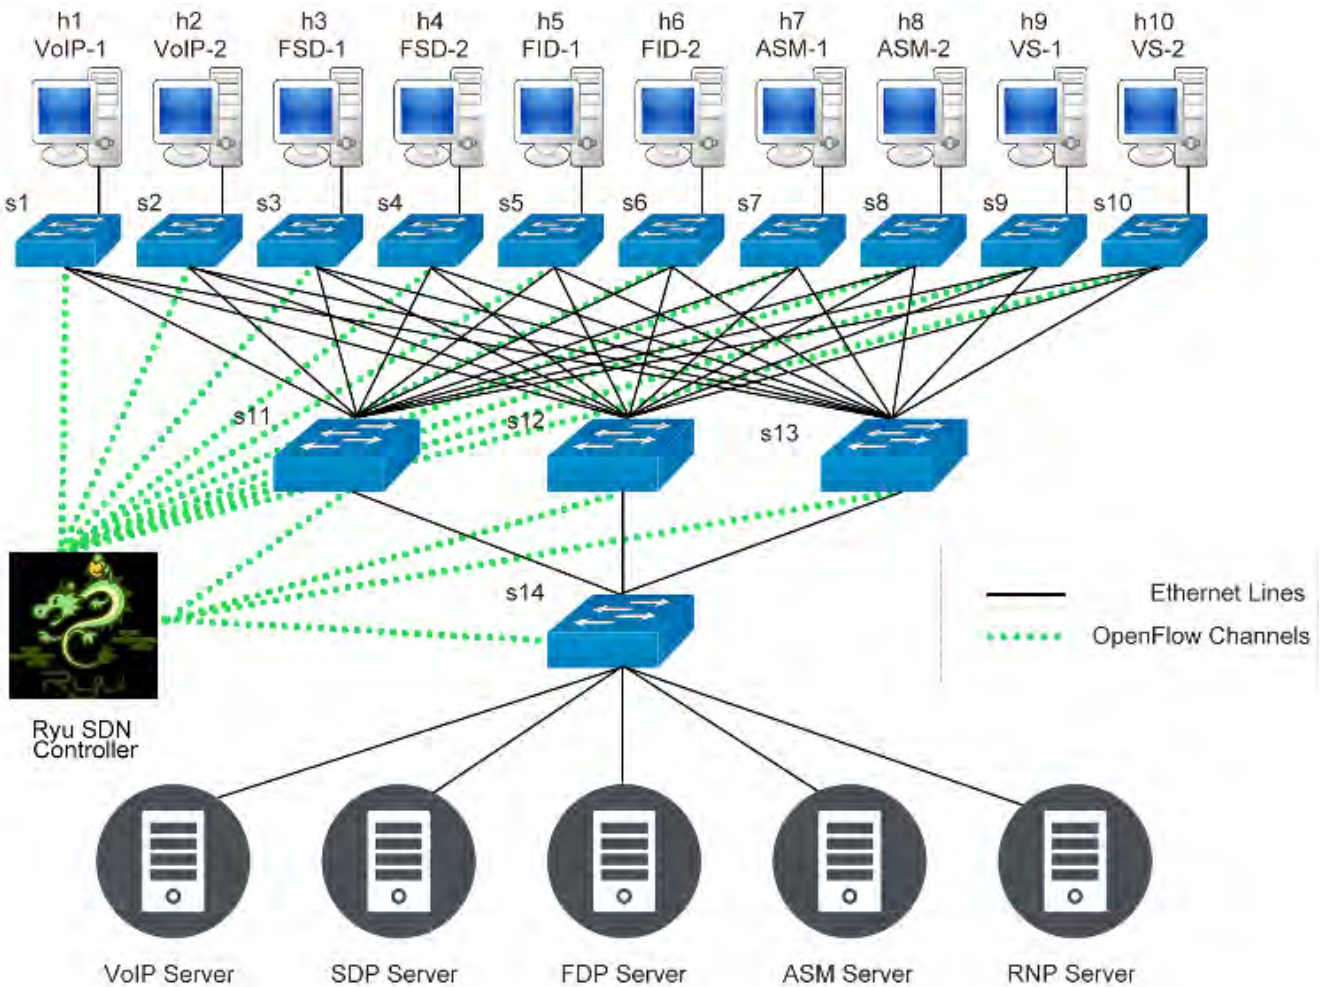 h1 h2 h3 h4 h5 h6 h7 h8 h9 h10
VoIP-1 VoIP-2 FSD-1 FSD-2 FID-1 FID-2 ASM-1 ASM-2 VS-1 VS-2
s1 s2 s3 s4 s5 s6 s7 s8 s9 s10
s11 s12 s13
s14
Ethernet Lines
OpenFlow Channels
Ryu
Ryu SDN
Controller
VoIP Server SDP Server FDP Server ASM Server RNP Server